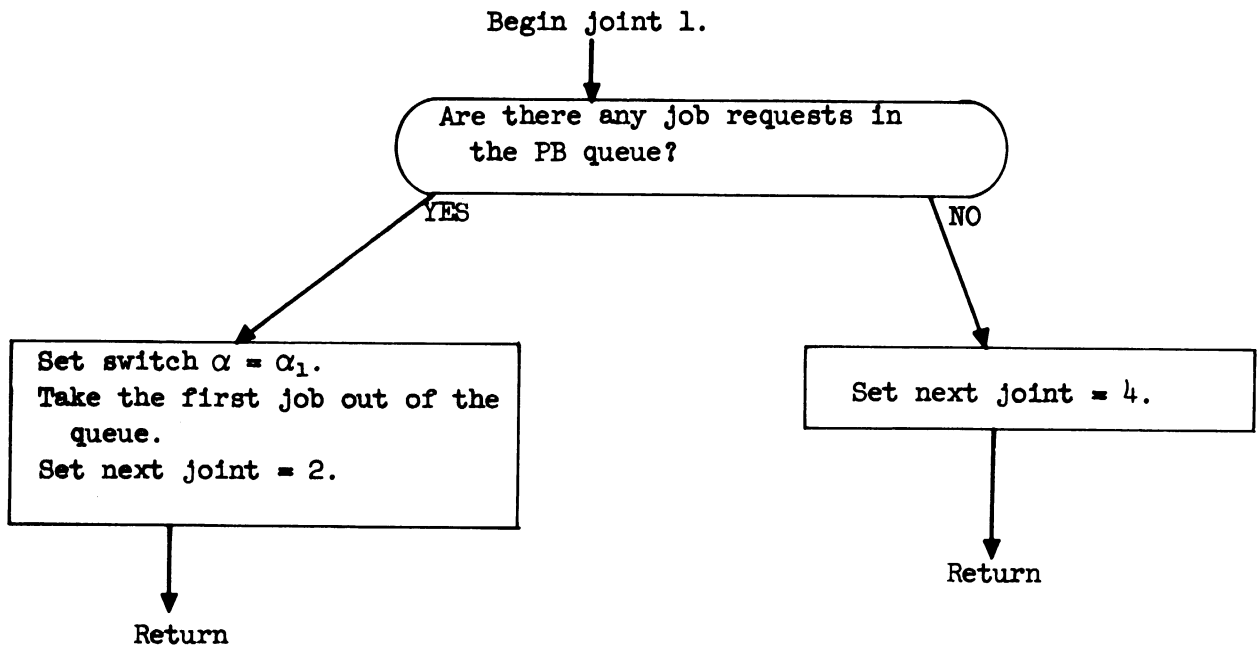 Begin joint 1.
Are there any job requests in
the PB queue?
YES
NO
Set switch α = α₁.
Take the first job out of the
queue.
Set next joint = 2.
Set next joint = 4.
Return
Return